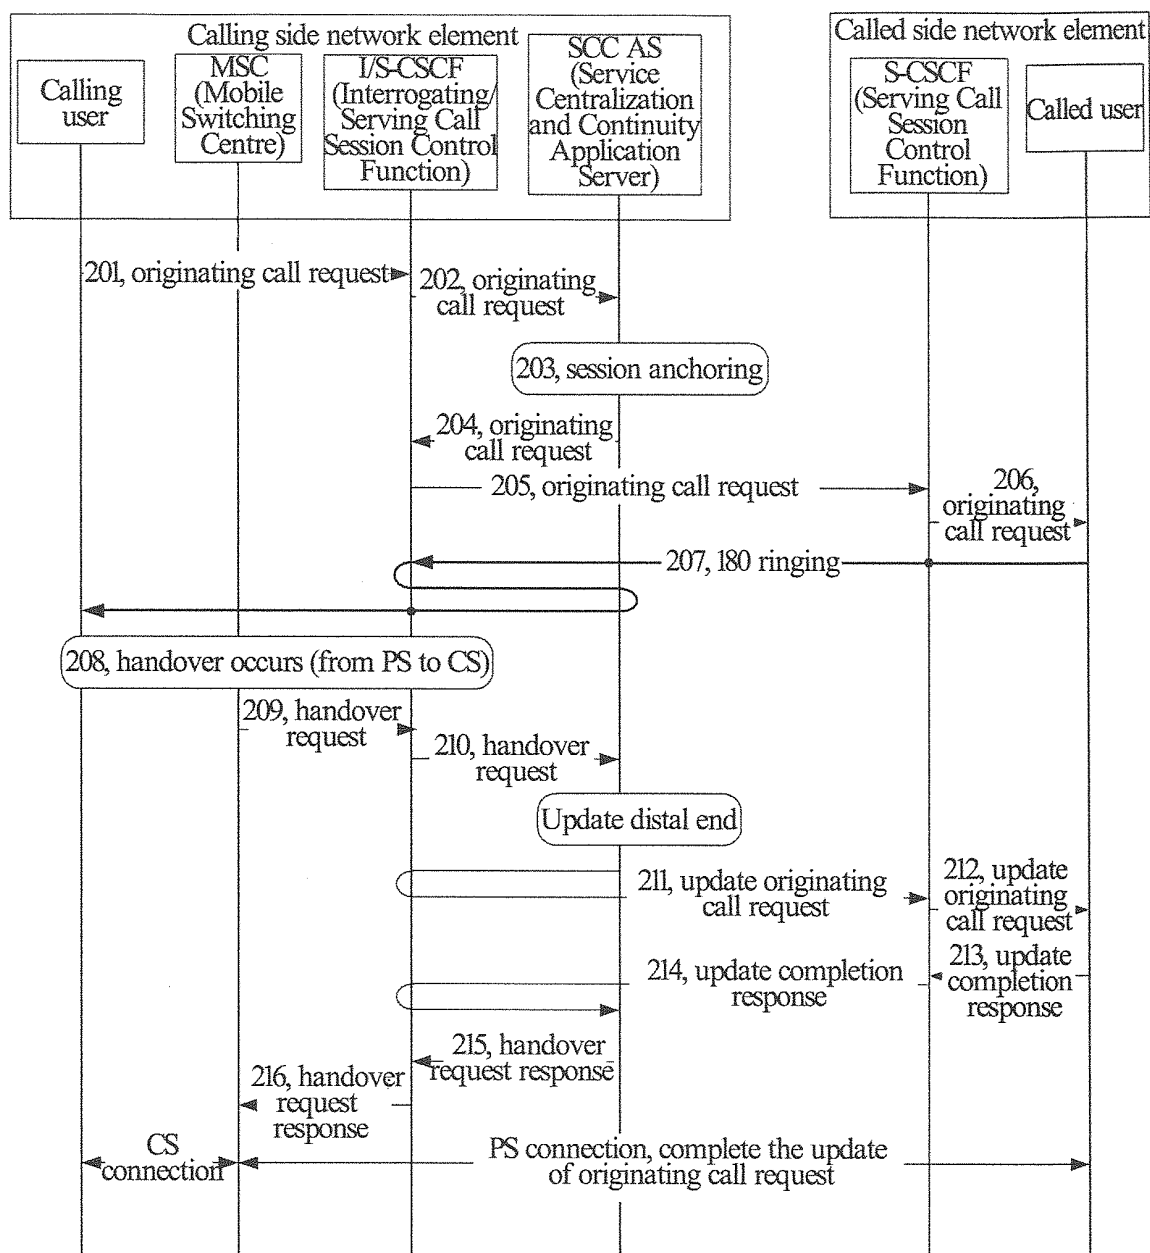 Calling side network element
Called side network element
Calling
user
MSC
(Mobile
Switching
Centre)
I/S-CSCF
(Interrogating/
Serving Call
Session Control
Function)
SCC AS
(Service
Centralization
and Continuity
Application
Server)
S-CSCF
(Serving Call
Session
Control
Function)
Called user
201, originating call request
202, originating
call request
203, session anchoring
204, originating
call request
205, originating call request
206,
originating
call request
207, 180 ringing
208, handover occurs (from PS to CS)
209, handover
request
210, handover
request
Update distal end
211, update originating
call request
212, update
originating
call request
213, update
completion
response
214, update completion
response
215, handover
request response
216, handover
request
response
CS
connection
PS connection, complete the update
of originating call request